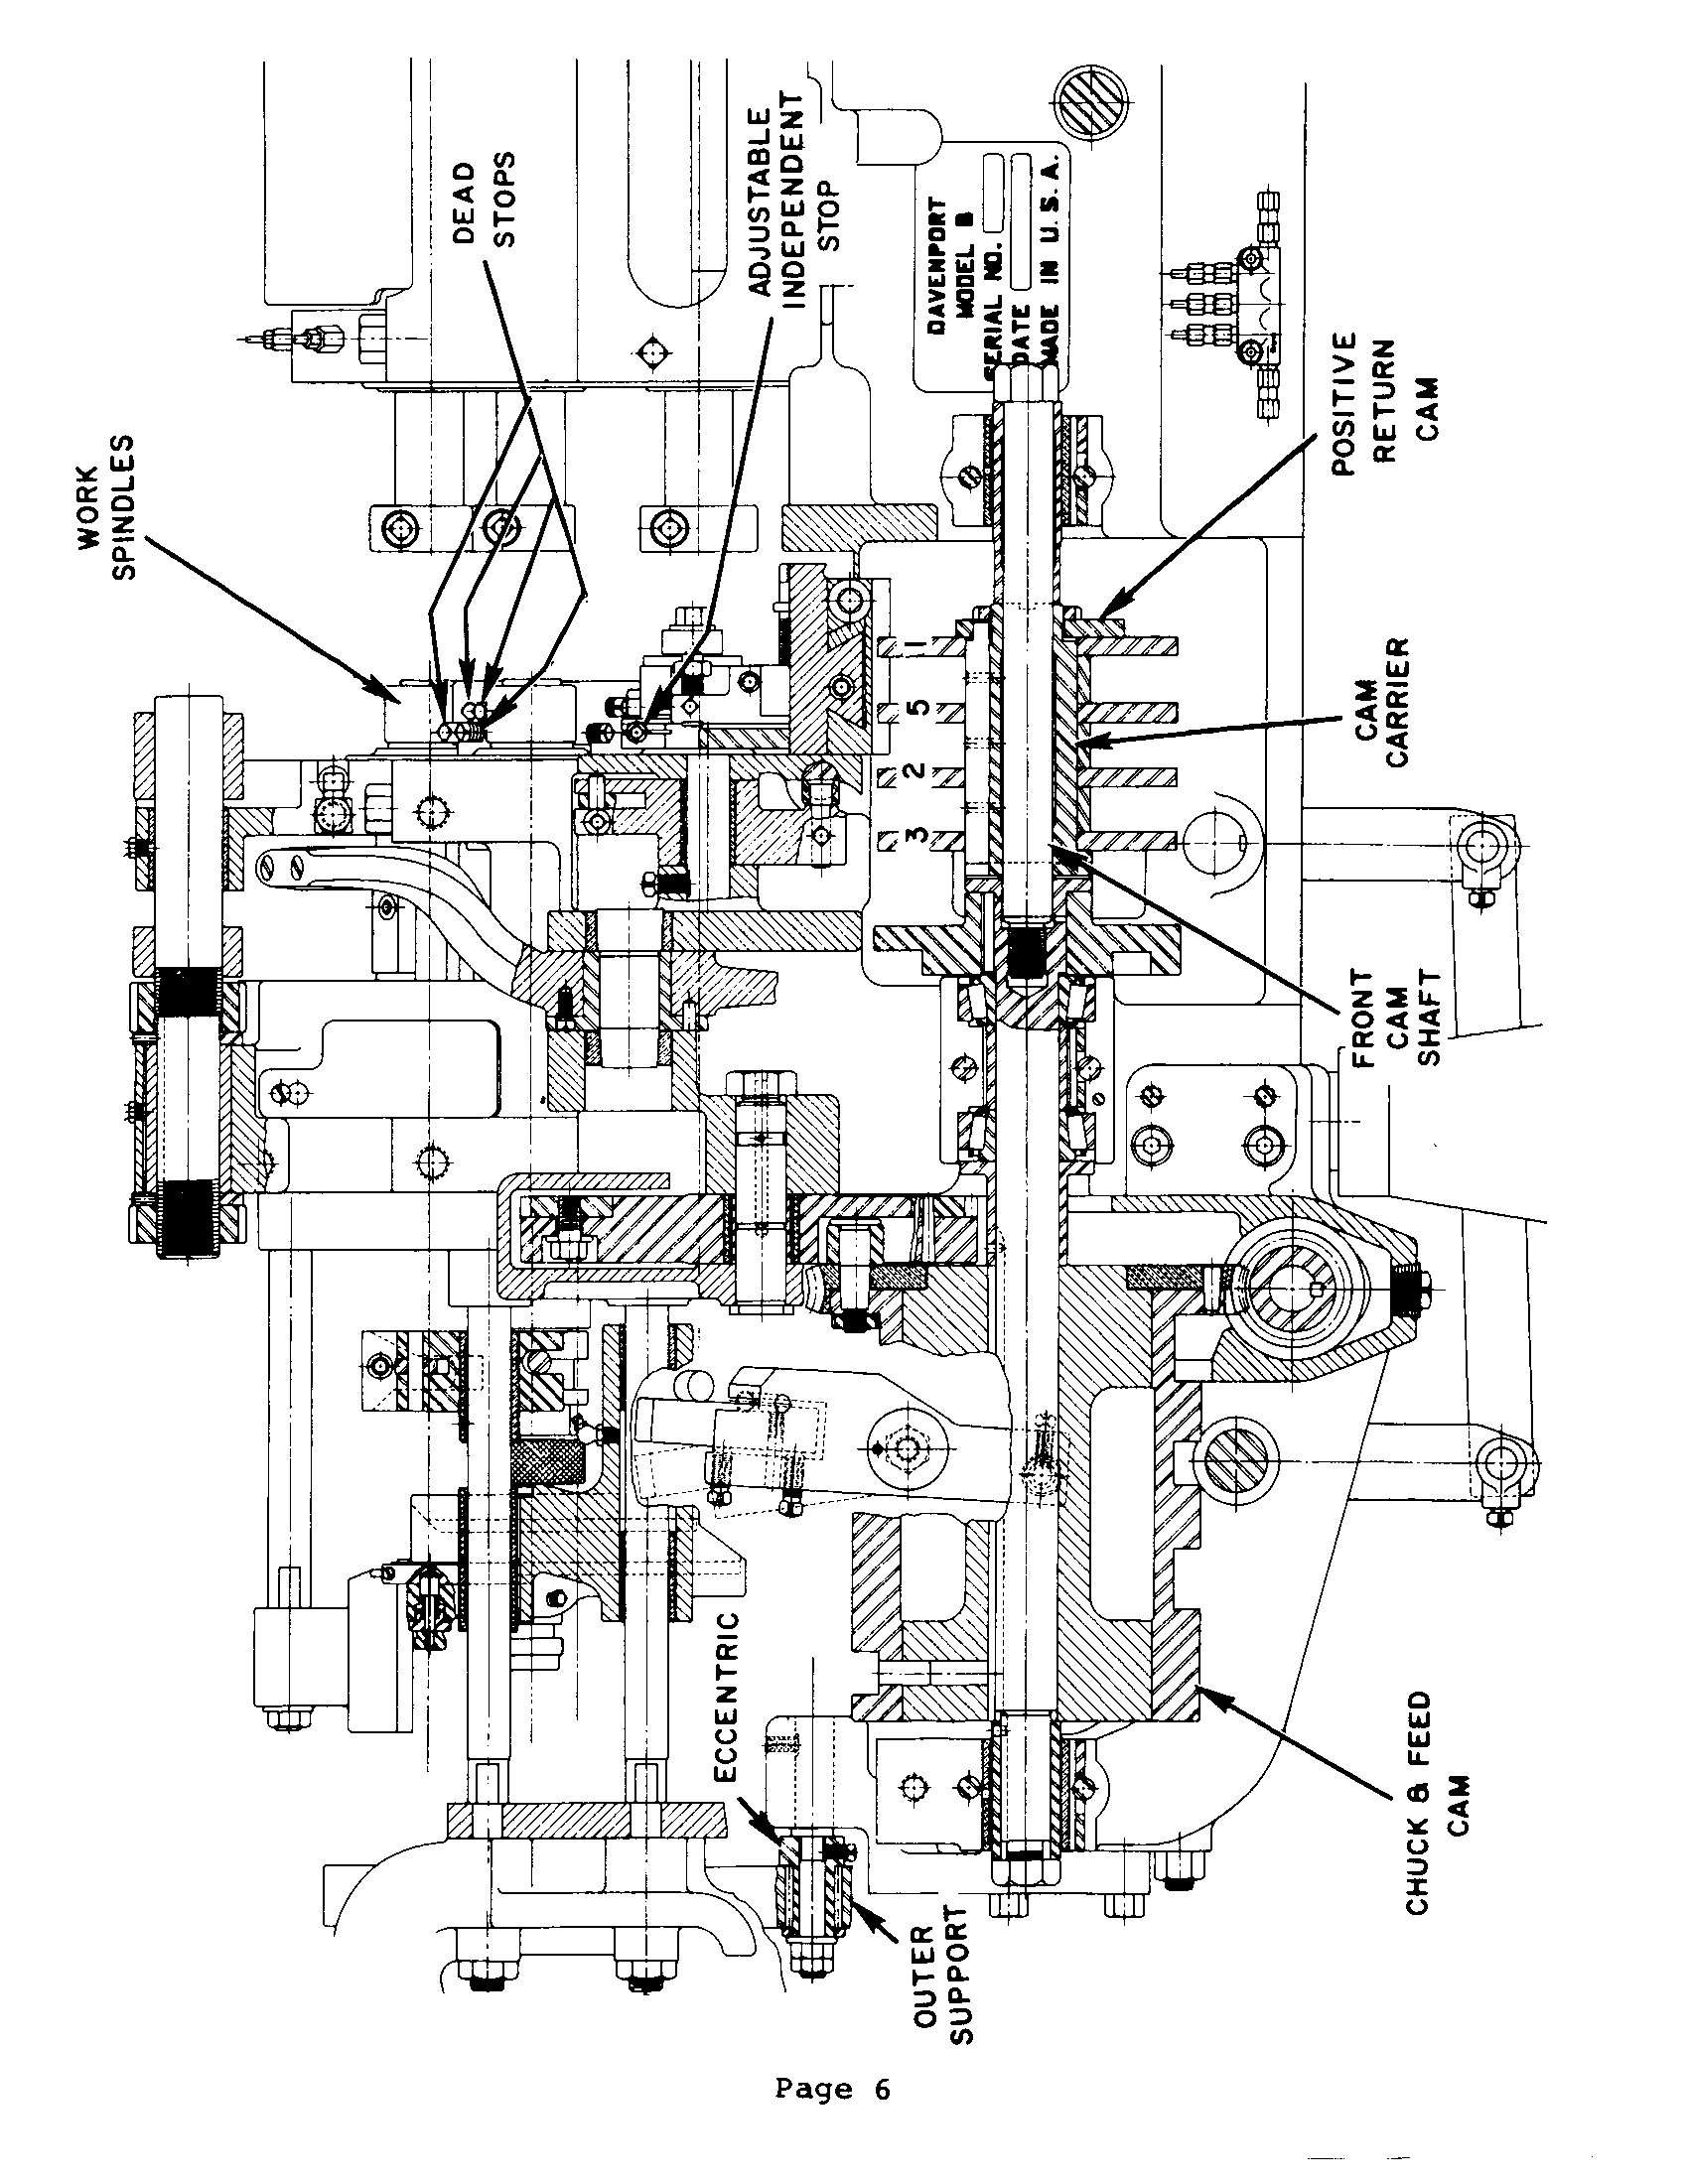 WORK
SPINDLES
DEAD
STOPS
ADJUSTABLE
INDEPENDENT
STOP
DAVENPORT
MODEL B
SERIAL NO.
DATE
MADE IN U.S.A.
POSITIVE
RETURN
CAM
1
5
2
3
CAM
CARRIER
FRONT
CAM
SHAFT
ECCENTRIC
OUTER
SUPPORT
CHUCK & FEED
CAM
Page 6